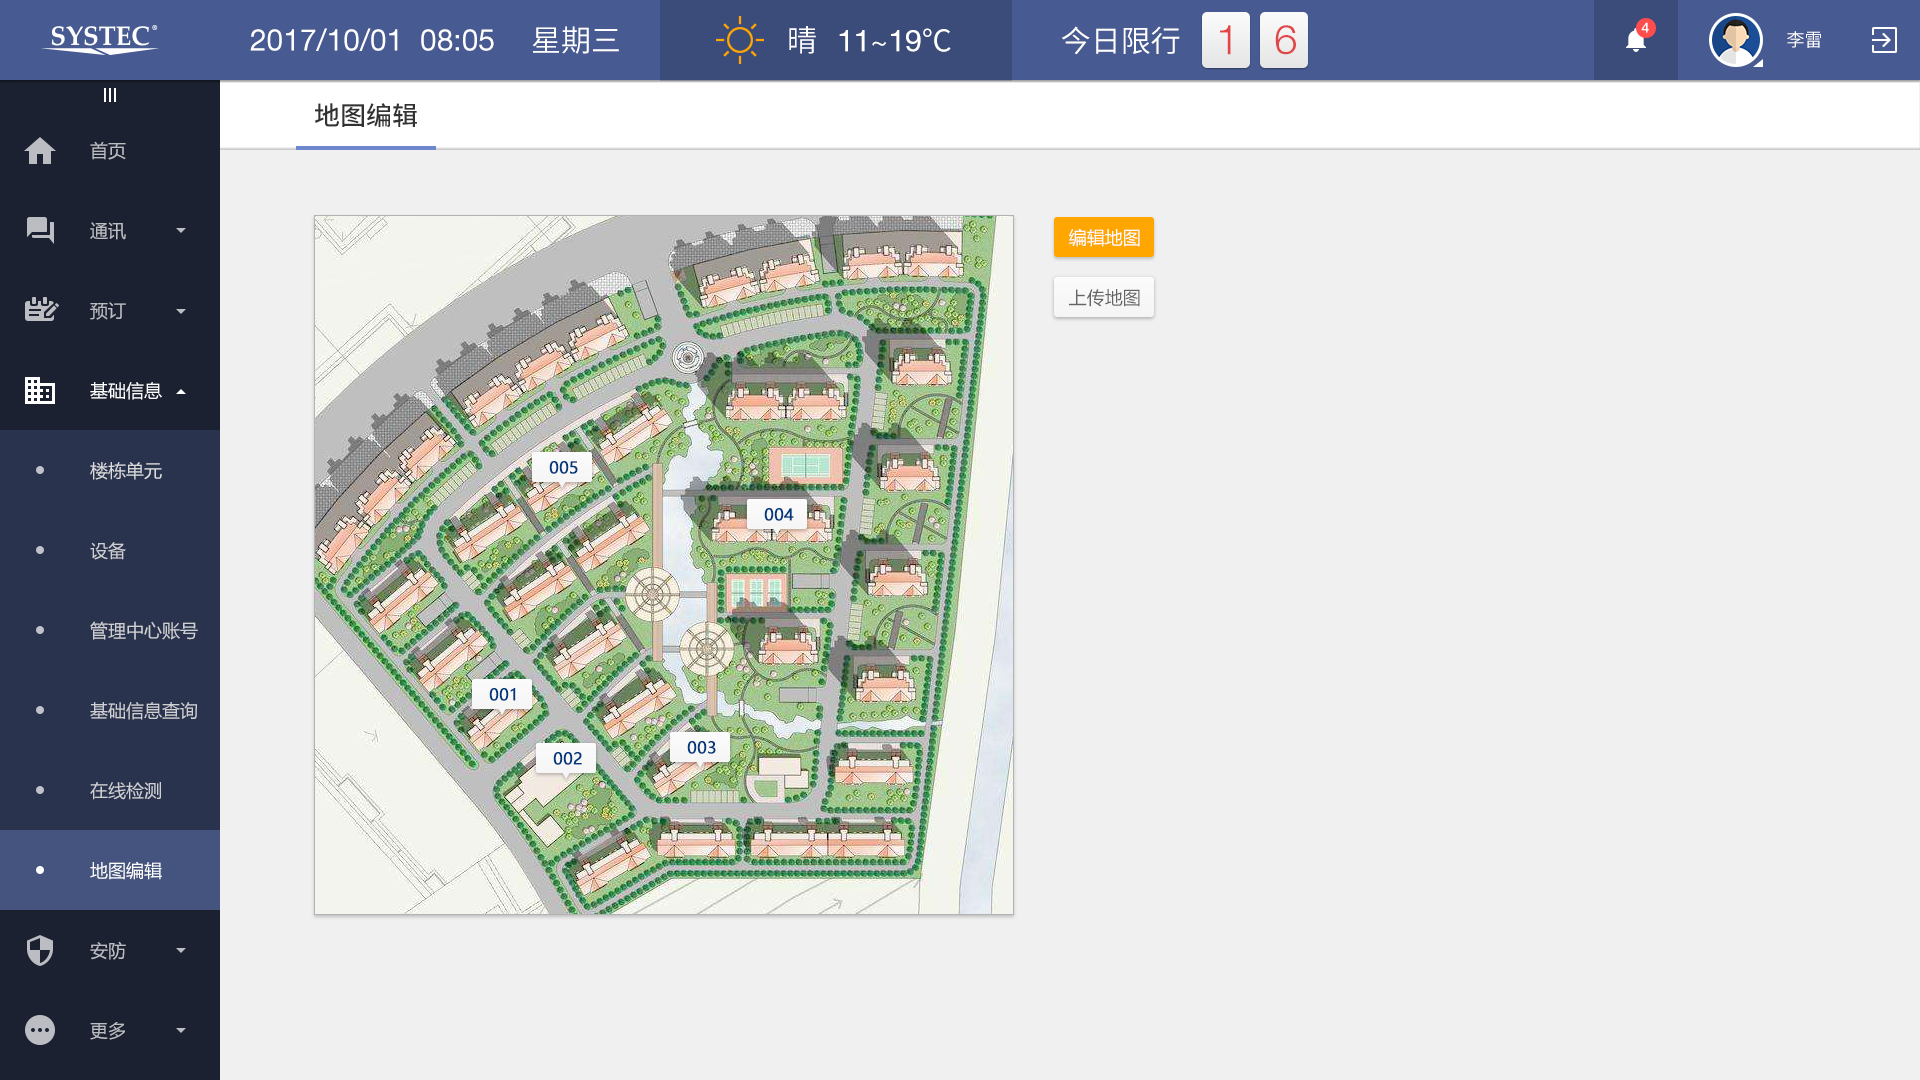 SYSTEC®
2017/10/01 08:05 星期三
晴 11~19℃
今日限行 1 6
4
李雷
首页
通讯
预订
基础信息
楼栋单元
设备
管理中心账号
基础信息查询
在线检测
地图编辑
安防
更多
地图编辑
005
004
001
003
002
编辑地图
上传地图